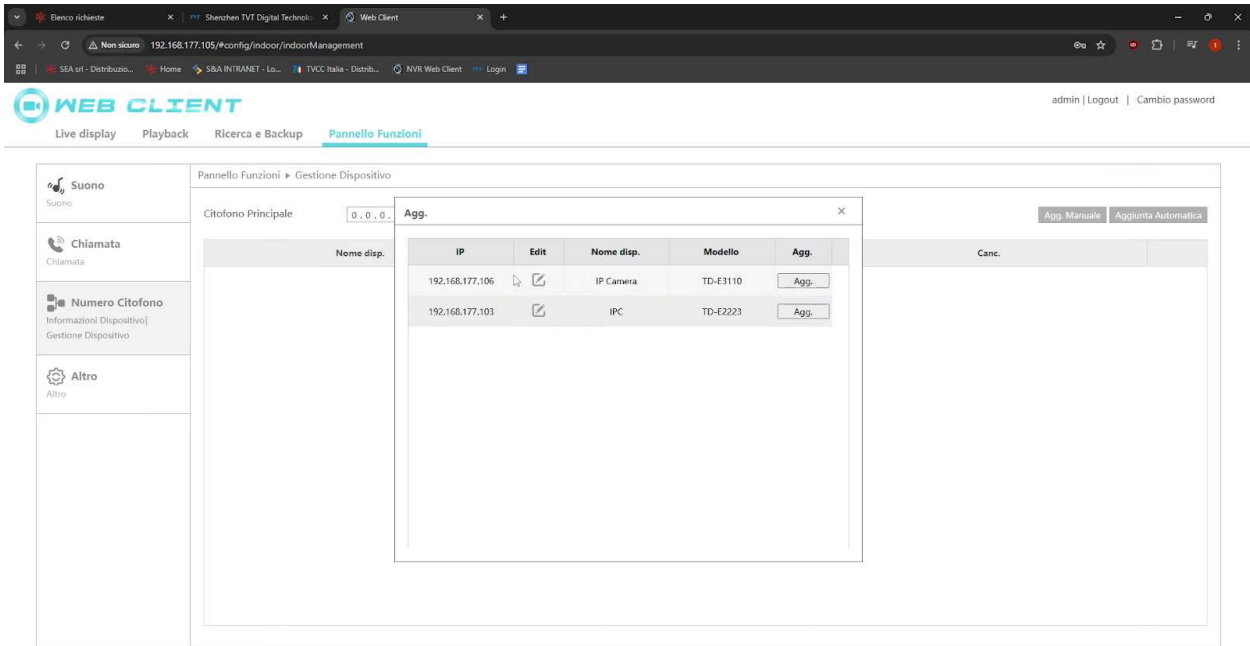 Elenco richieste
Shenzhen TVT Digital Technolo
Web Client
Non sicuro 192.168.177.105/#config/indoor/indoorManagement
SEA srl - Distribuzio... Home S&A INTRANET - Lo... TVCC Italia - Distrib... NVR Web Client Login
WEB CLIENT
admin | Logout | Cambio password
Live display Playback Ricerca e Backup Pannello Funzioni
Suono
Suono
Chiamata
Chiamata
Numero Citofono
Informazioni Dispositivo|
Gestione Dispositivo
Altro
Altro
Pannello Funzioni ▸ Gestione Dispositivo
Citofono Principale 0 . 0 . 0 .
Agg. Manuale Aggiunta Automatica
Nome disp. Canc.
Agg. ×
IP Edit Nome disp. Modello Agg.
192.168.177.106 IP Camera TD-E3110 Agg.
192.168.177.103 IPC TD-E2223 Agg.